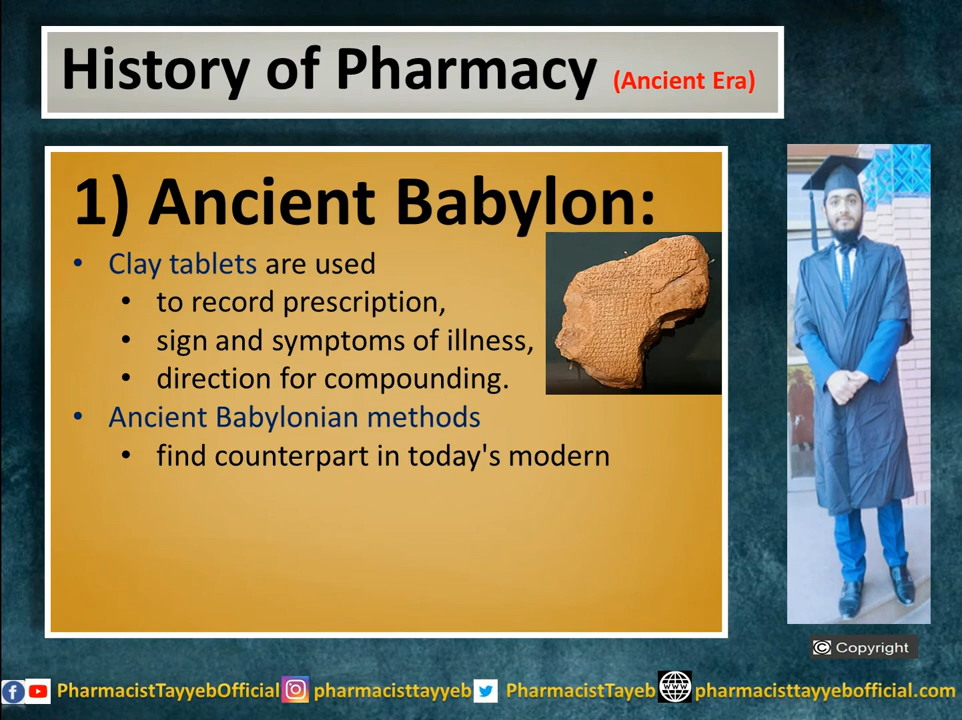 History of Pharmacy (Ancient Era)
1) Ancient Babylon:
• Clay tablets are used
• to record prescription,
• sign and symptoms of illness,
• direction for compounding.
• Ancient Babylonian methods
• find counterpart in today's modern
© Copyright
PharmacistTayyebOfficial pharmacisttayyeb PharmacistTayeb pharmacisttayyebofficial.com